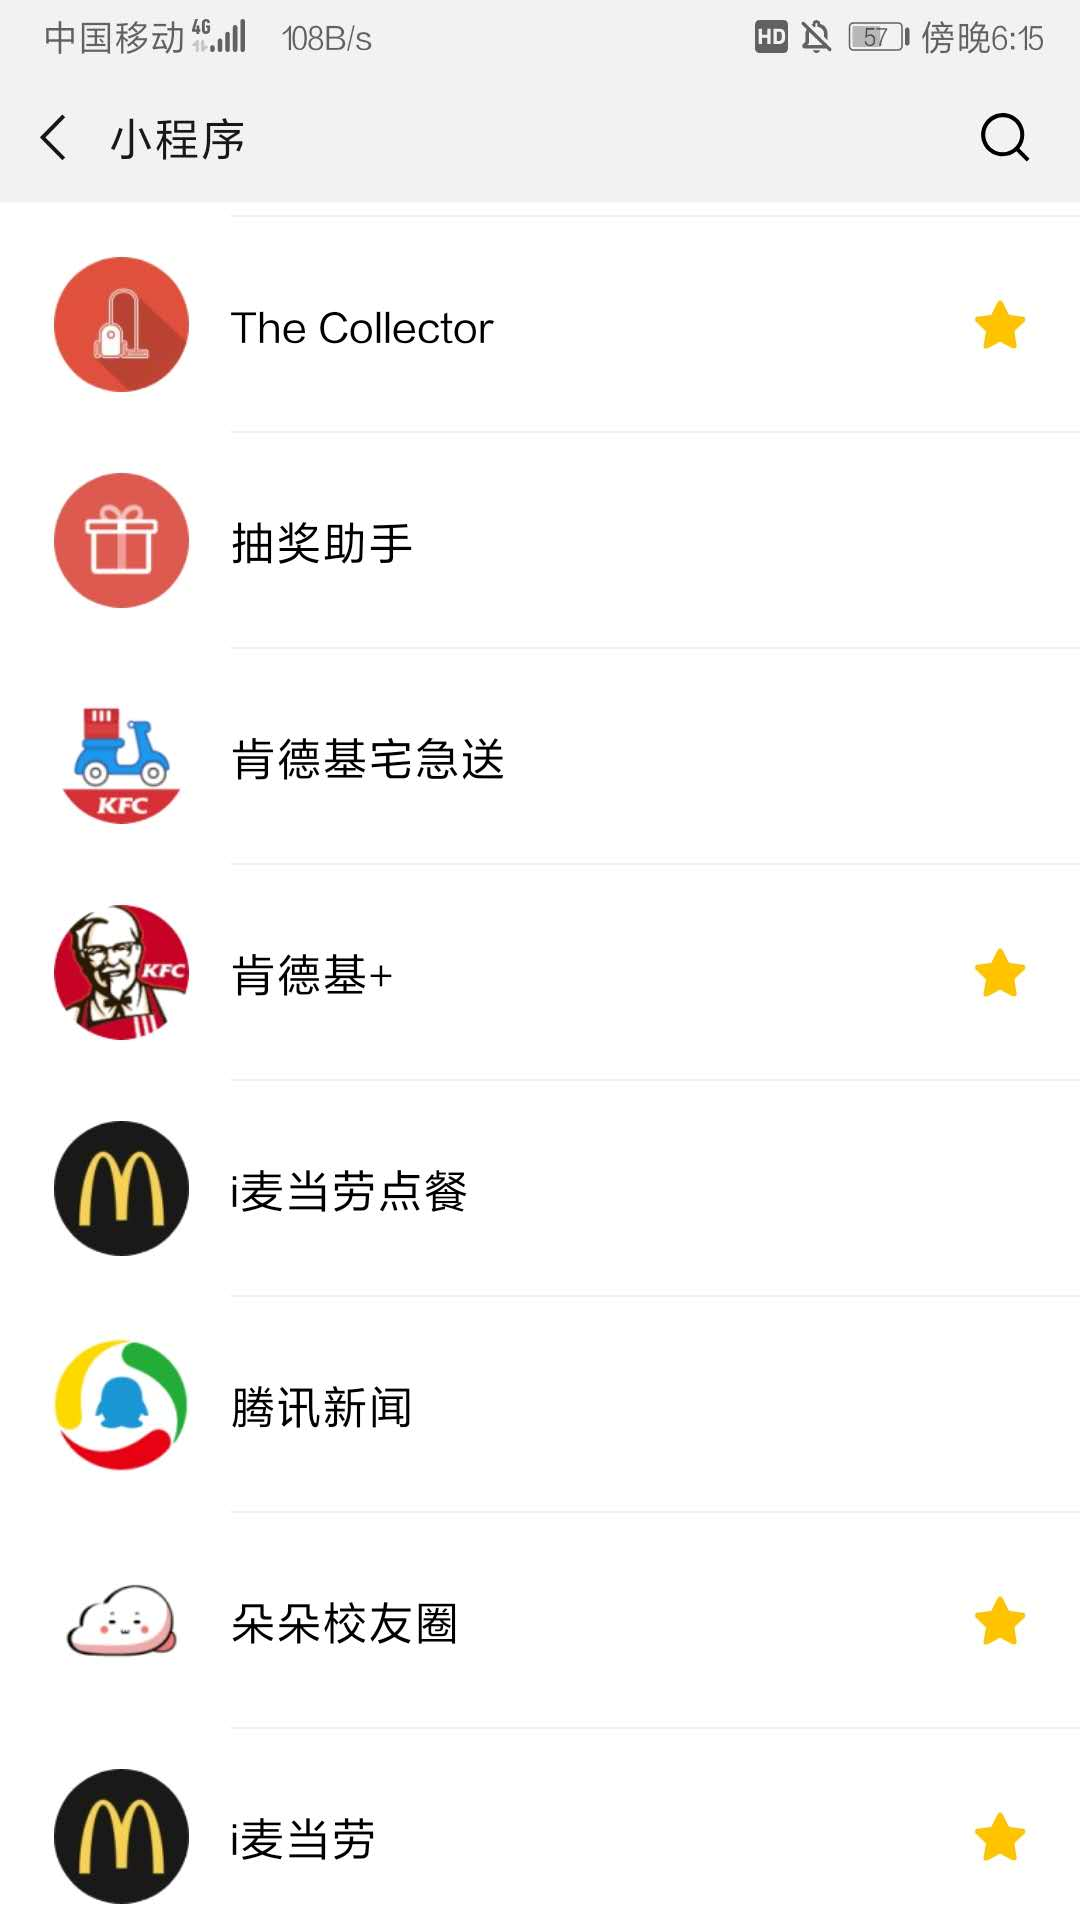 中国移动 4G 108B/s HD 57 傍晚6:15
小程序
The Collector
抽奖助手
肯德基宅急送
KFC
肯德基+
KFC
i麦当劳点餐
腾讯新闻
朵朵校友圈
i麦当劳